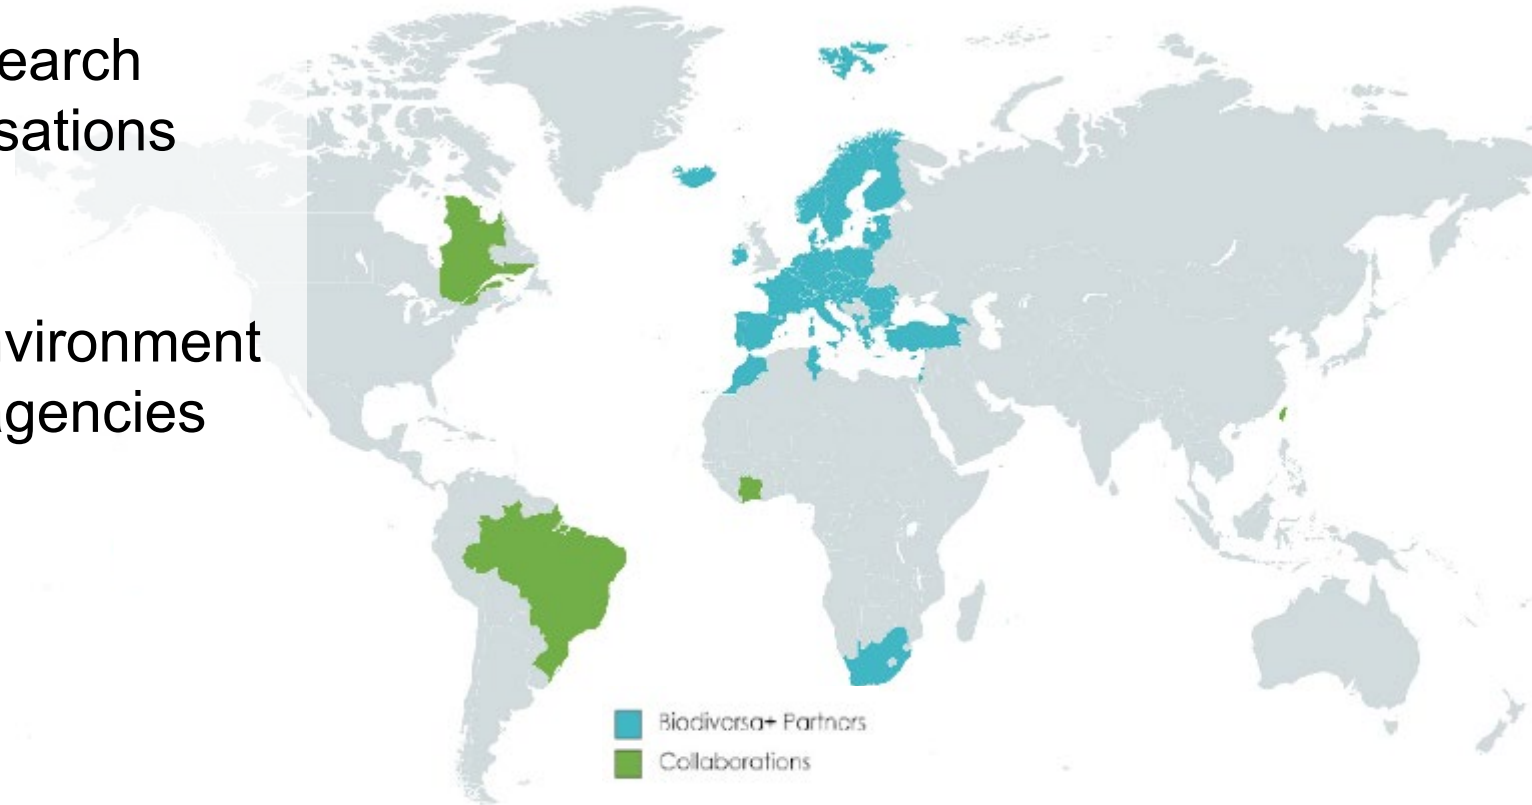 earch
sations
vironment
gencies
Biodiversa+ Partners
Collaborations